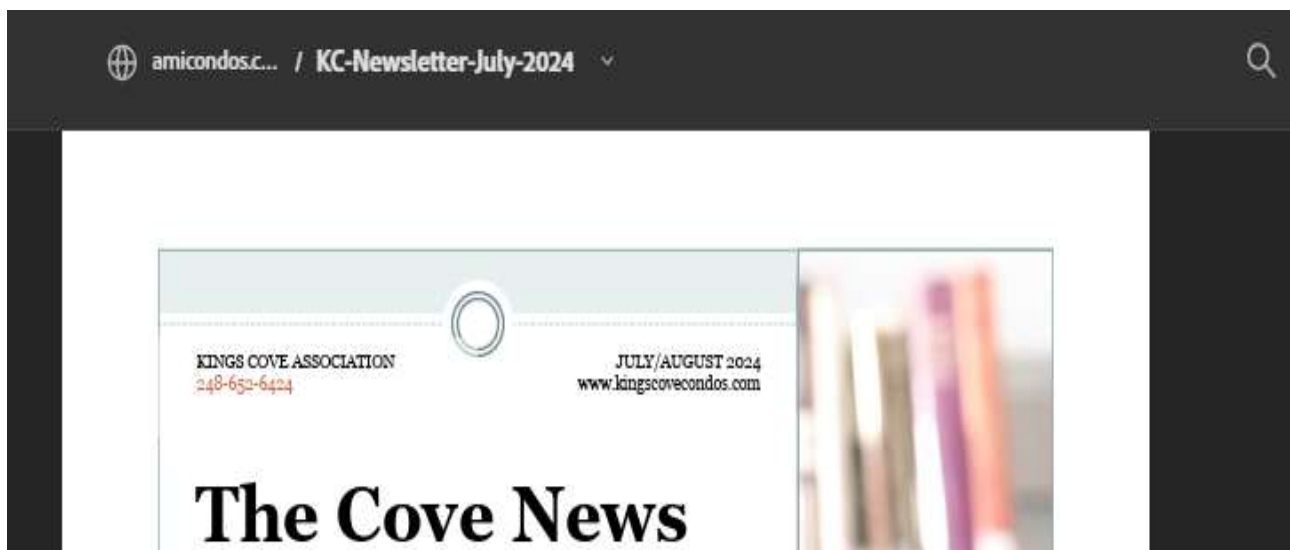 amicondos.c... / KC-Newsletter-July-2024
KINGS COVE ASSOCIATION
248-652-6424
JULY/AUGUST 2024
www.kingscovecondos.com
The Cove News